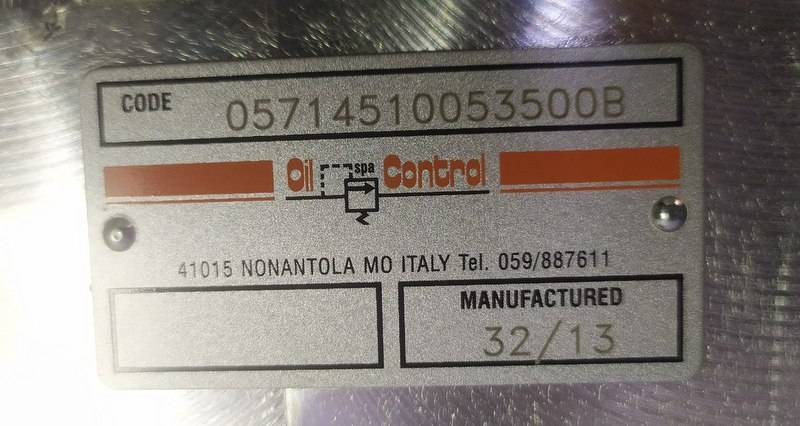 CODE 05714510053500B
Oil spa Control
41015 NONANTOLA MO ITALY Tel. 059/887611
MANUFACTURED
32/13